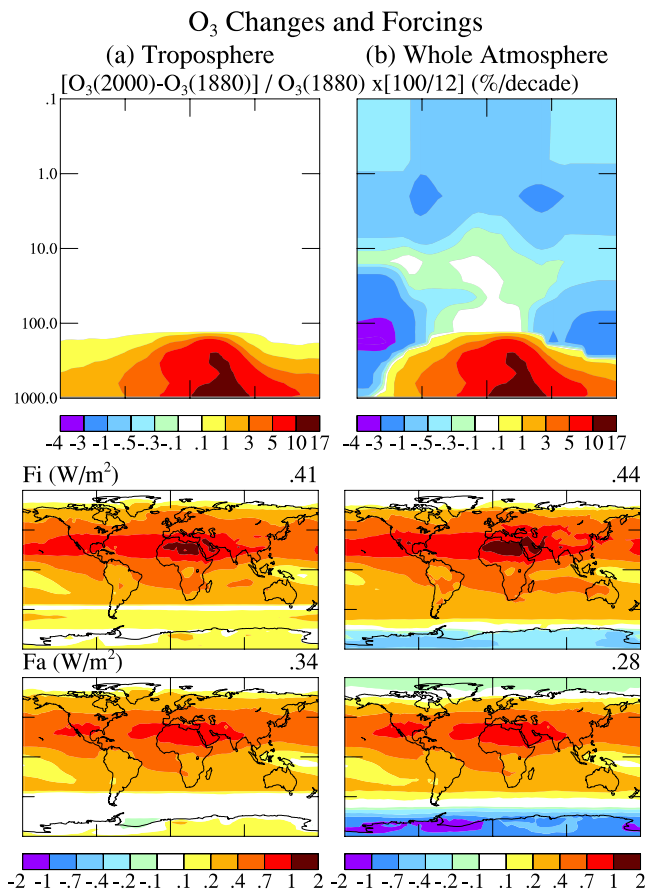 O₃ Changes and Forcings
(a) Troposphere (b) Whole Atmosphere
[O₃(2000)-O₃(1880)] / O₃(1880) x[100/12] (%/decade)
.1
1.0
10.0
100.0
1000.0
-4 -3 -1 -.5 -.3 -.1 .1 1 3 5 10 17 -4 -3 -1 -.5 -.3 -.1 .1 1 3 5 10 17
Fi (W/m²) .41 .44
Fa (W/m²) .34 .28
-2 -1 -.7 -.4 -.2 -.1 .1 .2 .4 .7 1 2 -2 -1 -.7 -.4 -.2 -.1 .1 .2 .4 .7 1 2